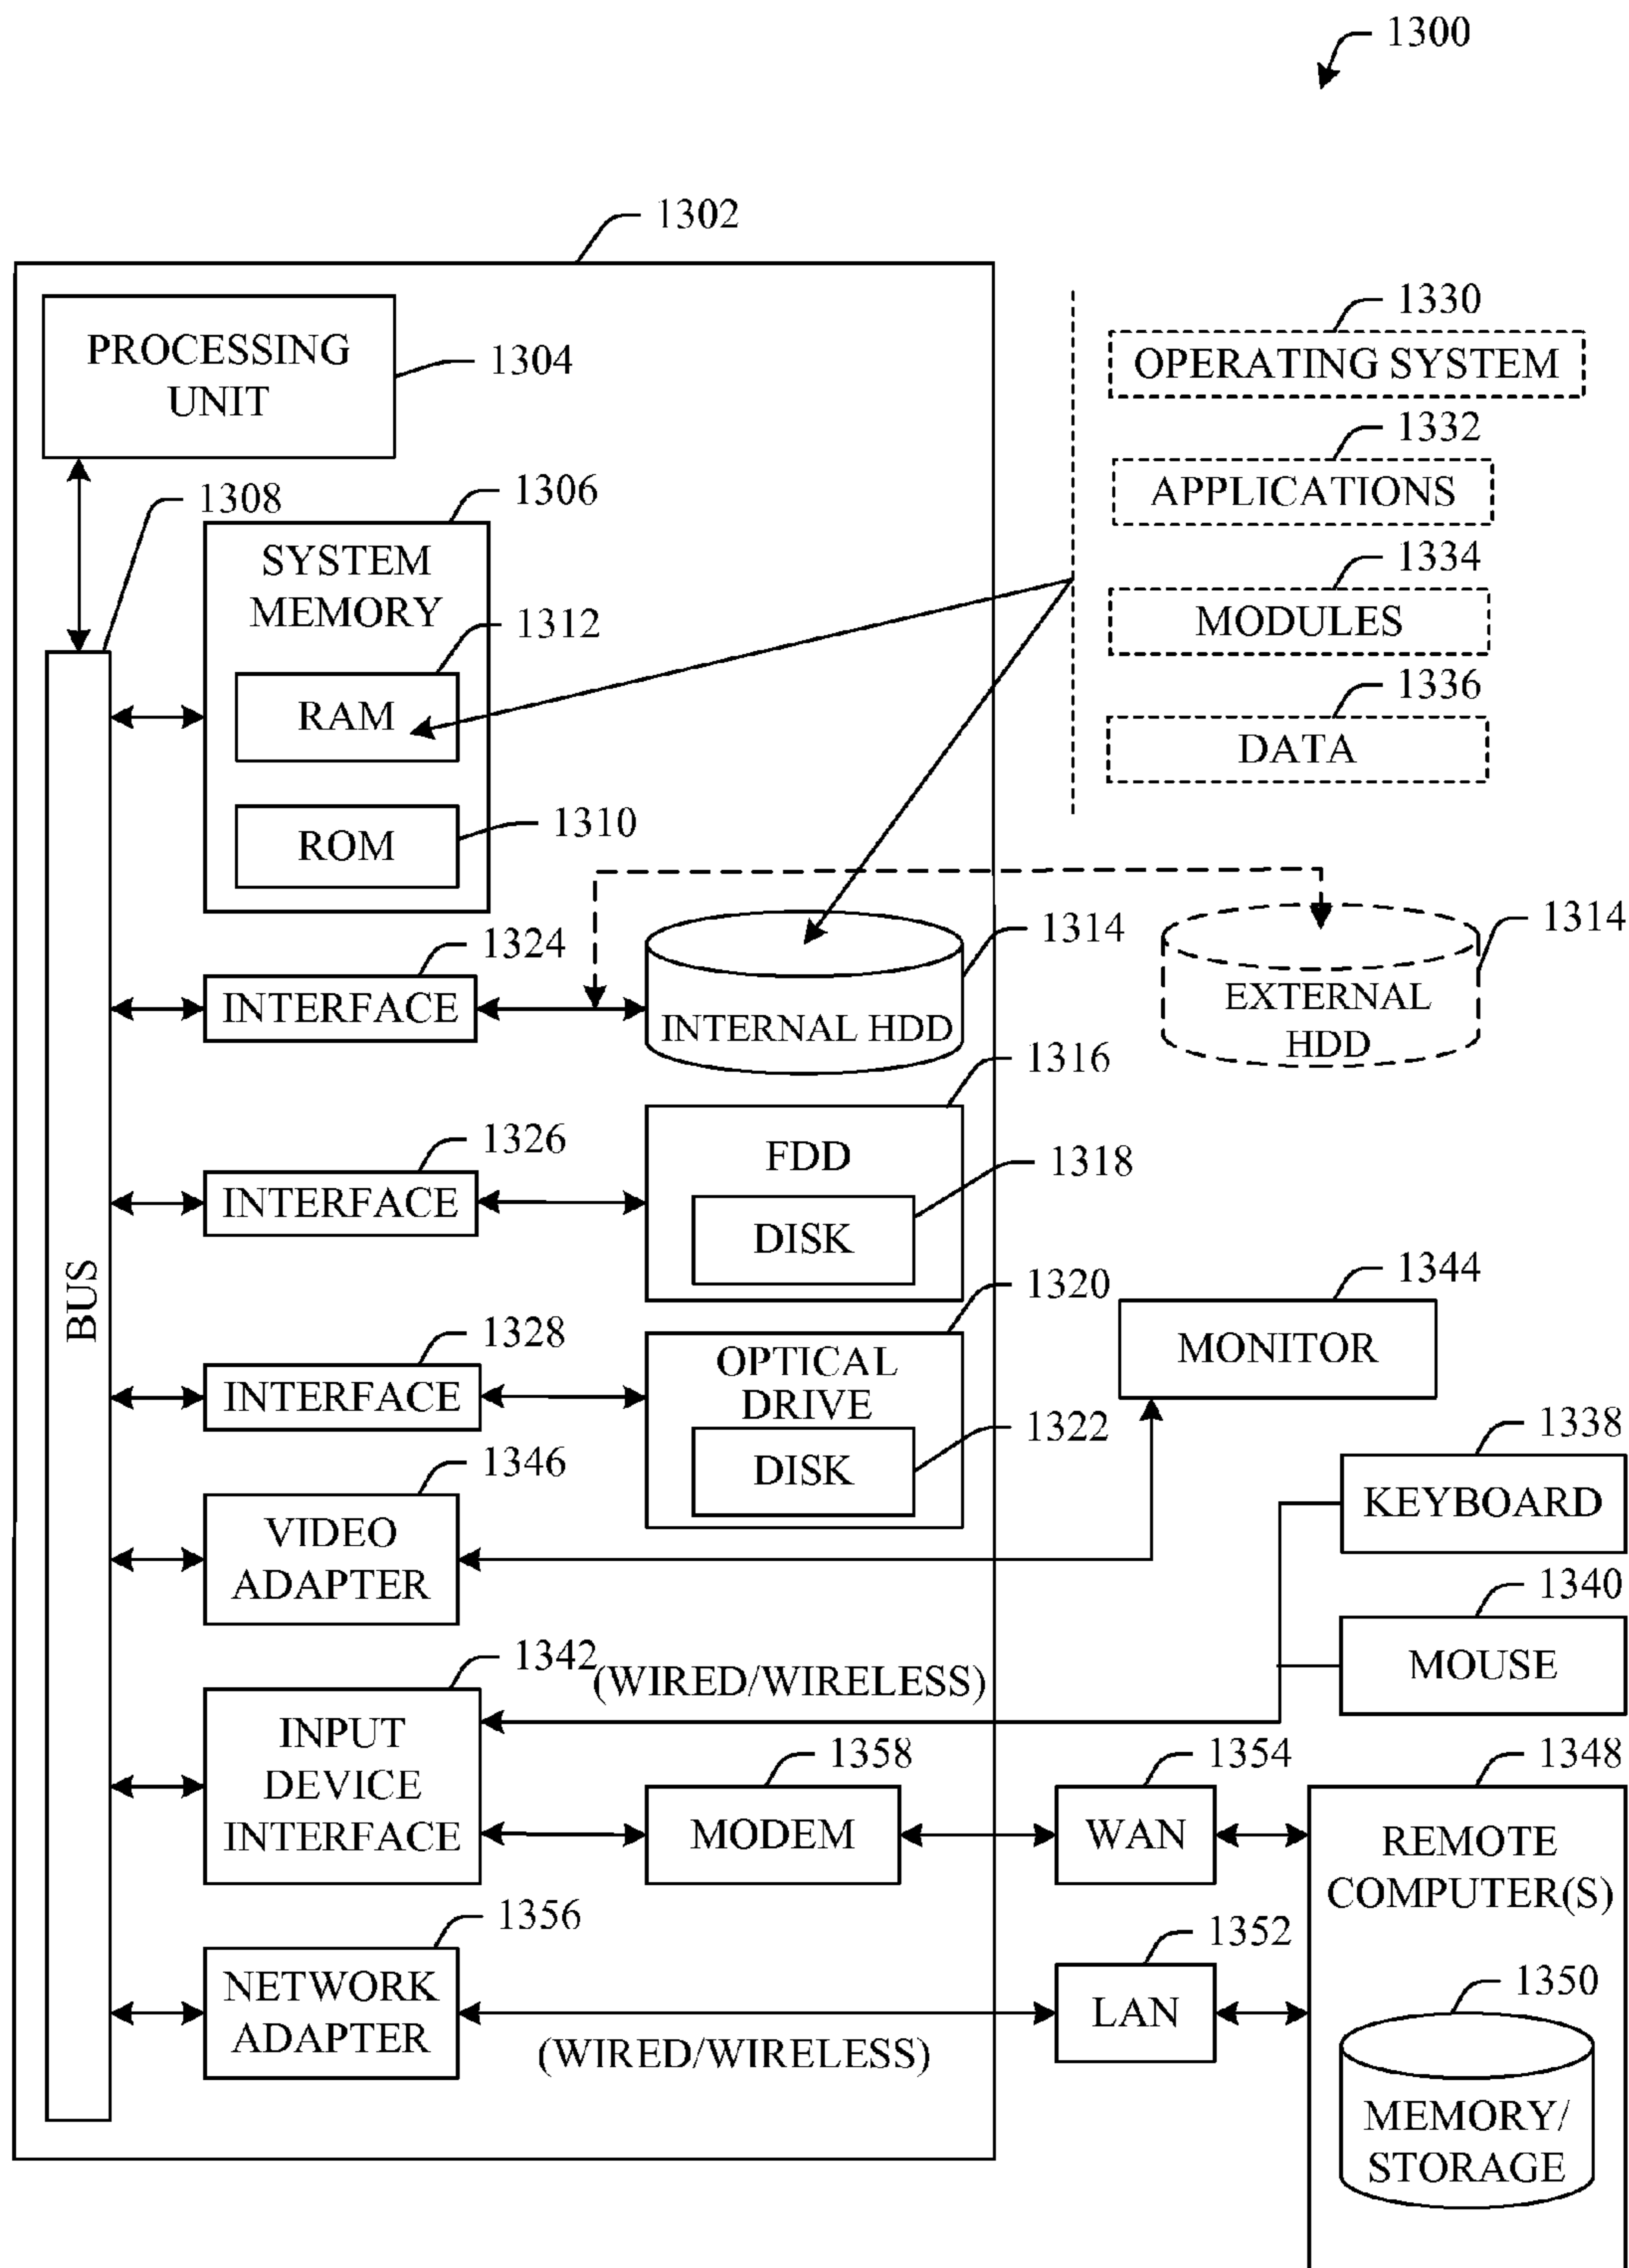 1300
1302
PROCESSING
UNIT
1304
1330
OPERATING SYSTEM
1332
APPLICATIONS
1334
MODULES
1336
DATA
1308
1306
SYSTEM
MEMORY
1312
RAM
1310
ROM
BUS
1324
INTERFACE
1314
INTERNAL HDD
1314
EXTERNAL
HDD
1326
INTERFACE
1316
FDD
1318
DISK
1328
INTERFACE
1320
OPTICAL
DRIVE
1322
DISK
1344
MONITOR
1346
VIDEO
ADAPTER
1338
KEYBOARD
1340
MOUSE
1342
(WIRED/WIRELESS)
INPUT
DEVICE
INTERFACE
1358
MODEM
1354
WAN
1348
REMOTE
COMPUTER(S)
1356
NETWORK
ADAPTER
(WIRED/WIRELESS)
1352
LAN
1350
MEMORY/
STORAGE